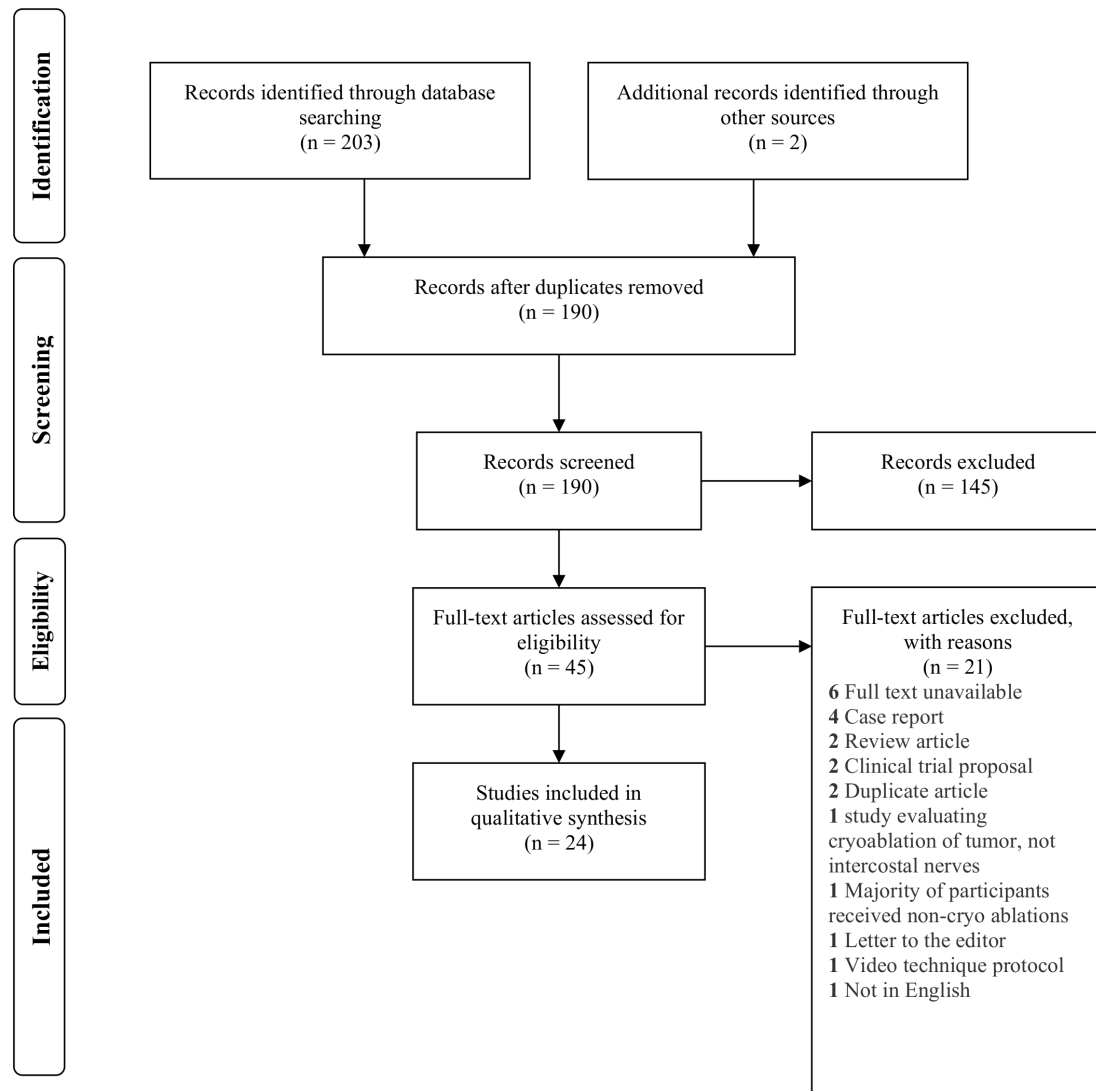 Identification
Records identified through database
searching
(n = 203)
Additional records identified through
other sources
(n = 2)
Screening
Records after duplicates removed
(n = 190)
Records screened
(n = 190)
Records excluded
(n = 145)
Eligibility
Full-text articles assessed for
eligibility
(n = 45)
Full-text articles excluded,
with reasons
(n = 21)
6 Full text unavailable
4 Case report
2 Review article
2 Clinical trial proposal
2 Duplicate article
1 study evaluating
cryoablation of tumor, not
intercostal nerves
1 Majority of participants
received non-cryo ablations
1 Letter to the editor
1 Video technique protocol
1 Not in English
Included
Studies included in
qualitative synthesis
(n = 24)